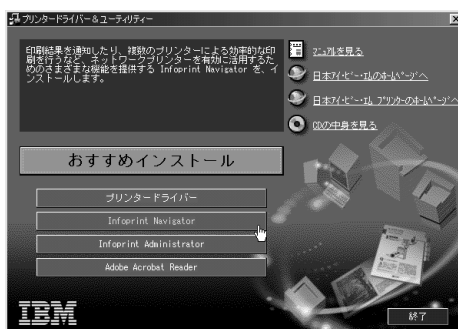 プリンタードライバー&ユーティリティー
印刷結果を通知したり、複数のプリンターによる効率的な印
刷を行うなど、ネットワークプリンターを有効に活用するた
めのさまざまな機能を提供する Infoprint Navigator を、イ
ンストールします。
マニュアルを見る
日本アイ・ビー・エムのホームページへ
日本アイ・ビー・エム プリンターのホームページへ
CDの中身を見る
おすすめインストール
プリンタードライバー
Infoprint Navigator
Infoprint Administrator
Adobe Acrobat Reader
IBM
終了